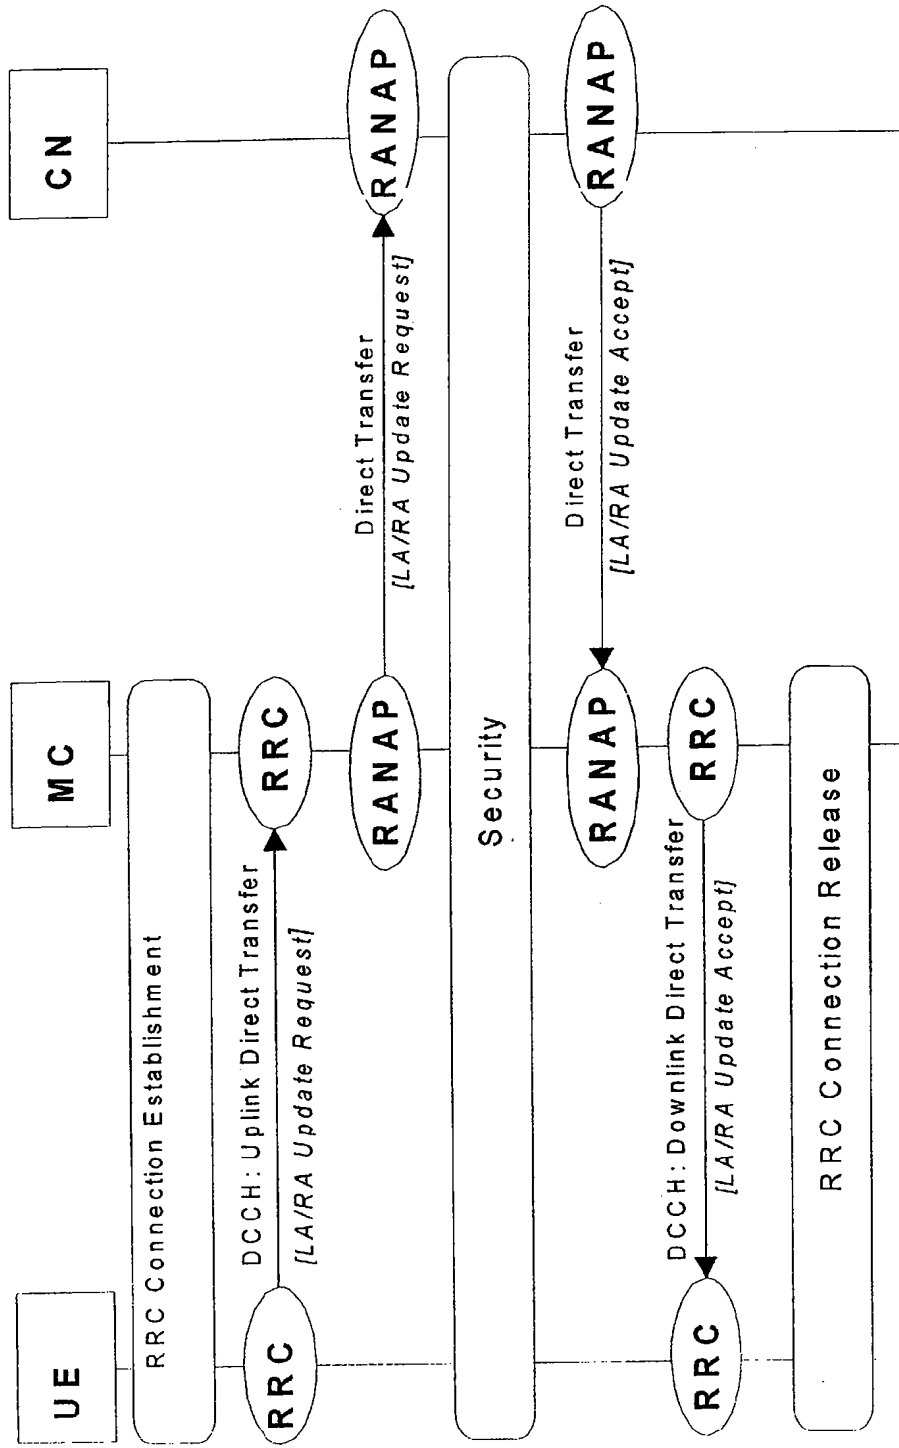 UE
MC
CN
RRC Connection Establishment
DCCH: Uplink Direct Transfer
RRC
RRC
[LA/RA Update Request]
Direct Transfer
RANAP
RANAP
[LA/RA Update Request]
Security
Direct Transfer
RANAP
RANAP
[LA/RA Update Accept]
DCCH: Downlink Direct Transfer
RRC
RRC
[LA/RA Update Accept]
RRC Connection Release